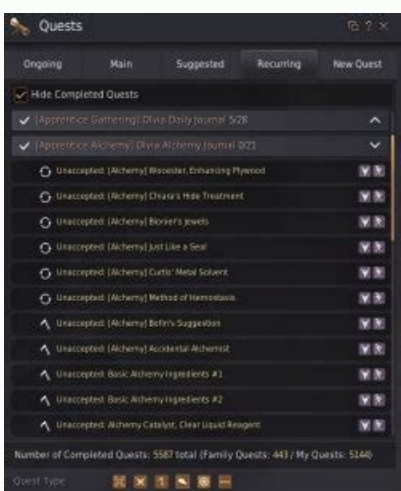 Quests
Ongoing Main Suggested Recurring New Quest
Hide Completed Quests
[Apprentice Gathering] Olvia Daily Journal 5/28
[Apprentice Alchemy] Olvia Alchemy Journal 0/21
Unaccepted: [Alchemy] Worcester, Enhancing Plywood
Unaccepted: [Alchemy] Chiara's Hide Treatment
Unaccepted: [Alchemy] Jewels
Unaccepted: [Alchemy] Just Like a Seal
Unaccepted: [Alchemy] Curtis' Metal Solvent
Unaccepted: [Alchemy] Method of Hemostasis
Unaccepted: [Alchemy] Bofin's Suggestion
Unaccepted: [Alchemy] Accidental Alchemist
Unaccepted: Basic Alchemy Ingredients #1
Unaccepted: Basic Alchemy Ingredients #2
Unaccepted: Alchemy Catalyst, Clear Liquid Reagent
Number of Completed Quests: 5587 total (Family Quests: 443 / My Quests: 5144)
Quest Type